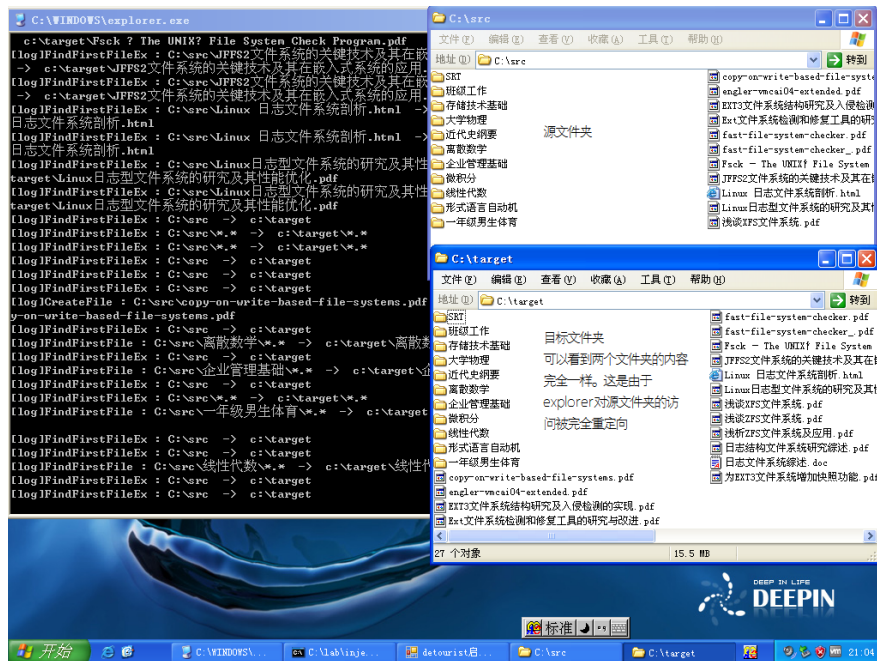 C:\WINDOWS\explorer.exe
c:\target\Fsck ? The UNIX? File System Check Program.pdf
[log]FindFirstFileEx : C:\src\JFFS2文件系统的关键技术及其在嵌
-> c:\target\JFFS2文件系统的关键技术及其在嵌入式系统的应用.
[log]FindFirstFileEx : C:\src\JFFS2文件系统的关键技术及其在嵌
-> c:\target\JFFS2文件系统的关键技术及其在嵌入式系统的应用.
[log]FindFirstFileEx : C:\src\Linux 日志文件系统剖析.html ->
日志文件系统剖析.html
[log]FindFirstFileEx : C:\src\Linux 日志文件系统剖析.html ->
日志文件系统剖析.html
[log]FindFirstFileEx : C:\src\Linux日志型文件系统的研究及其性
target\Linux日志型文件系统的研究及其性能优化.pdf
[log]FindFirstFileEx : C:\src\Linux日志型文件系统的研究及其性
target\Linux日志型文件系统的研究及其性能优化.pdf
[log]FindFirstFileEx : C:\src -> c:\target
[log]FindFirstFileEx : C:\src\*.* -> c:\target\*.*
[log]FindFirstFileEx : C:\src\*.* -> c:\target\*.*
[log]FindFirstFileEx : C:\src -> c:\target
[log]FindFirstFileEx : C:\src -> c:\target
[log]FindFirstFileEx : C:\src -> c:\target
[log]CreateFile : C:\src\copy-on-write-based-file-systems.pdf
y-on-write-based-file-systems.pdf
[log]FindFirstFileEx : C:\src -> c:\target
[log]FindFirstFile : C:\src\离散数学\*.* -> c:\target\离散数
[log]FindFirstFileEx : C:\src -> c:\target
[log]FindFirstFile : C:\src\企业管理基础\*.* -> c:\target\企
[log]FindFirstFileEx : C:\src -> c:\target
[log]FindFirstFileEx : C:\src -> c:\target
[log]FindFirstFile : C:\src\一年级男生体育\*.* -> c:\target
[log]FindFirstFileEx : C:\src -> c:\target
[log]FindFirstFileEx : C:\src -> c:\target
[log]FindFirstFile : C:\src\线性代数\*.* -> c:\target\线性代
[log]FindFirstFileEx : C:\src -> c:\target
[log]FindFirstFileEx : C:\src -> c:\target
C:\src
文件(F) 编辑(E) 查看(V) 收藏(A) 工具(T) 帮助(H)
地址(D) C:\src 转到
SRT
班级工作
存储技术基础
大学物理
近代史纲要
离散数学
企业管理基础
微积分
线性代数
形式语言自动机
一年级男生体育
源文件夹
copy-on-write-based-file-syste
engler-vmcai04-extended.pdf
EXT3文件系统结构研究及入侵检测
Ext文件系统检测和修复工具的研
fast-file-system-checker.pdf
fast-file-system-checker_.pdf
Fsck – The UNIX† File System
JFFS2文件系统的关键技术及其在嵌
Linux 日志文件系统剖析.html
Linux日志型文件系统的研究及其性
浅谈XFS文件系统.pdf
C:\target
文件(F) 编辑(E) 查看(V) 收藏(A) 工具(T) 帮助(H)
地址(D) C:\target 转到
SRT
班级工作
存储技术基础
大学物理
近代史纲要
离散数学
企业管理基础
微积分
线性代数
形式语言自动机
一年级男生体育
copy-on-write-based-file-systems.pdf
engler-vmcai04-extended.pdf
EXT3文件系统结构研究及入侵检测的实现.pdf
Ext文件系统检测和修复工具的研究与改进.pdf
目标文件夹
可以看到两个文件夹的内容
完全一样。这是由于
explorer对源文件夹的访
问被完全重定向
fast-file-system-checker.pdf
fast-file-system-checker_.pdf
Fsck – The UNIX† File System
JFFS2文件系统的关键技术及其在嵌
Linux 日志文件系统剖析.html
Linux日志型文件系统的研究及其性
浅谈XFS文件系统.pdf
浅谈ZFS文件系统.pdf
浅析ZFS文件系统及应用.pdf
日志结构文件系统研究综述.pdf
日志文件系统综述.doc
为EXT3文件系统增加快照功能.pdf
27 个对象
15.5 MB
DEEP IN LIFE
DEEPIN
标准
开始
C:\WINDOWS\...
C:\lab\inje...
detourist启...
C:\src
C:\target
21:04